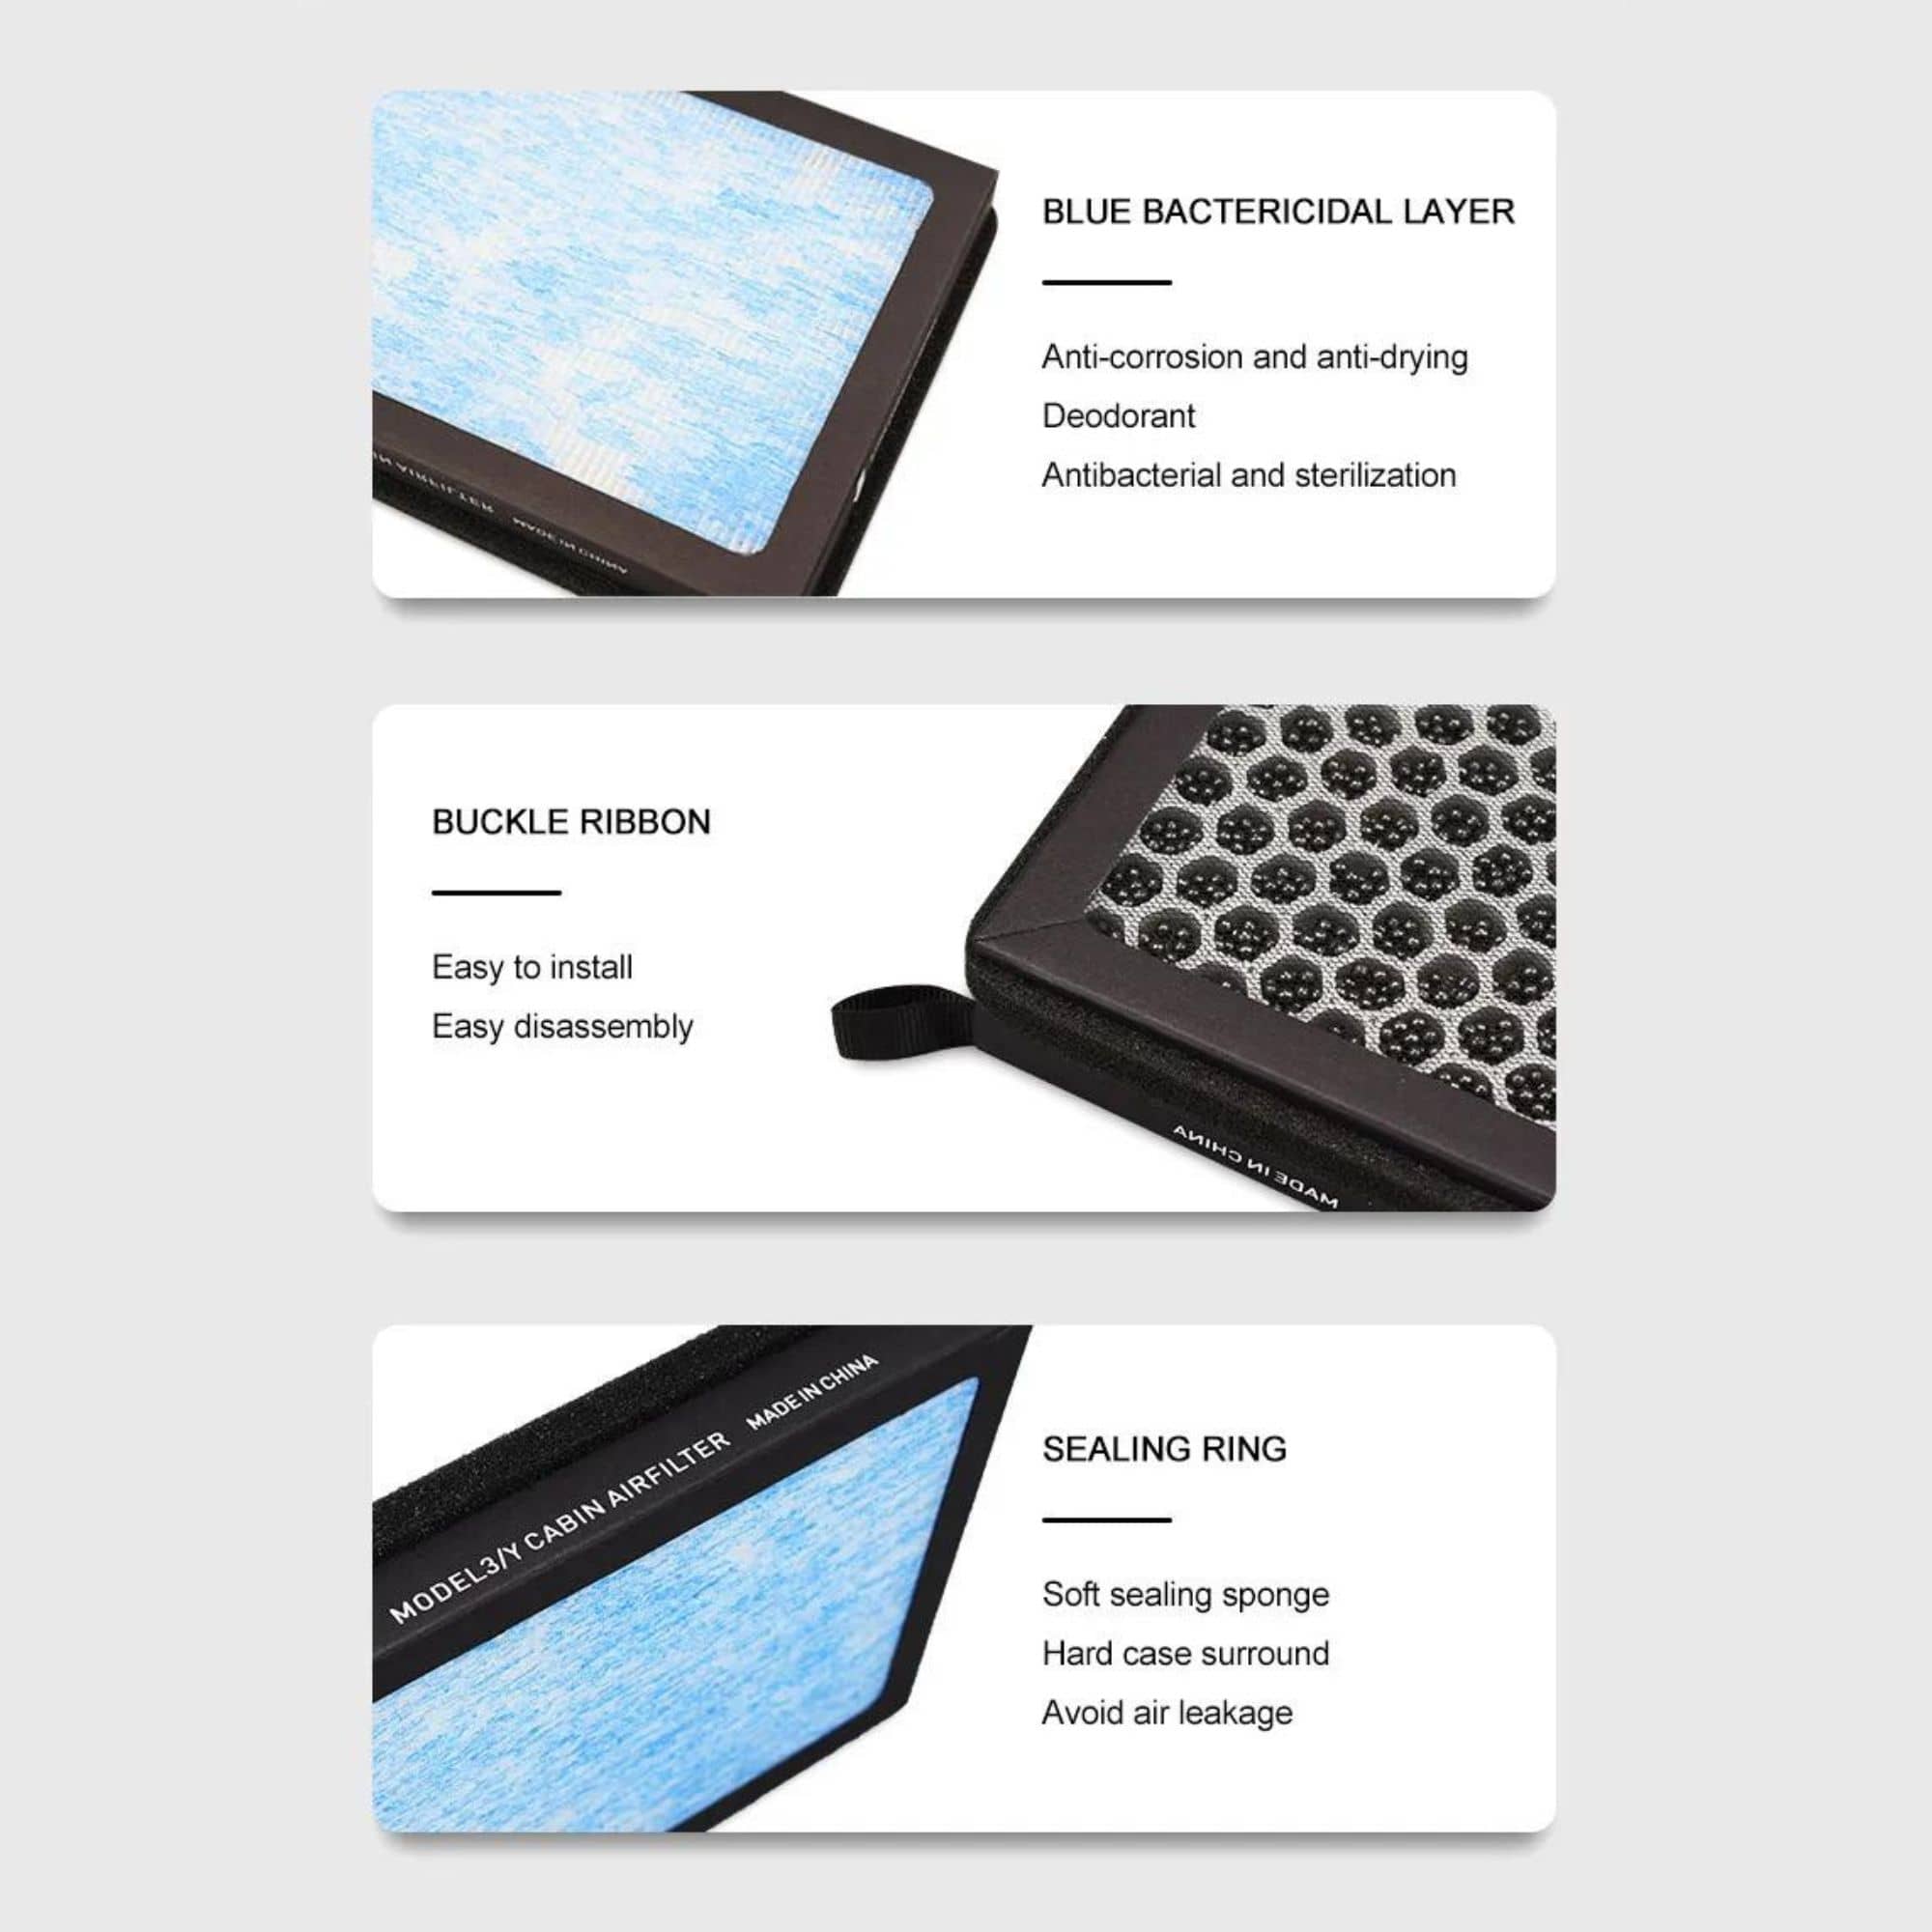 BLUE BACTERICIDAL LAYER
Anti-corrosion and anti-drying
Deodorant
Antibacterial and sterilization
AIRFILTER MADE IN CHINA
BUCKLE RIBBON
Easy to install
Easy disassembly
MADE IN CHINA
MODEL3/Y CABIN AIRFILTER MADE IN CHINA
SEALING RING
Soft sealing sponge
Hard case surround
Avoid air leakage